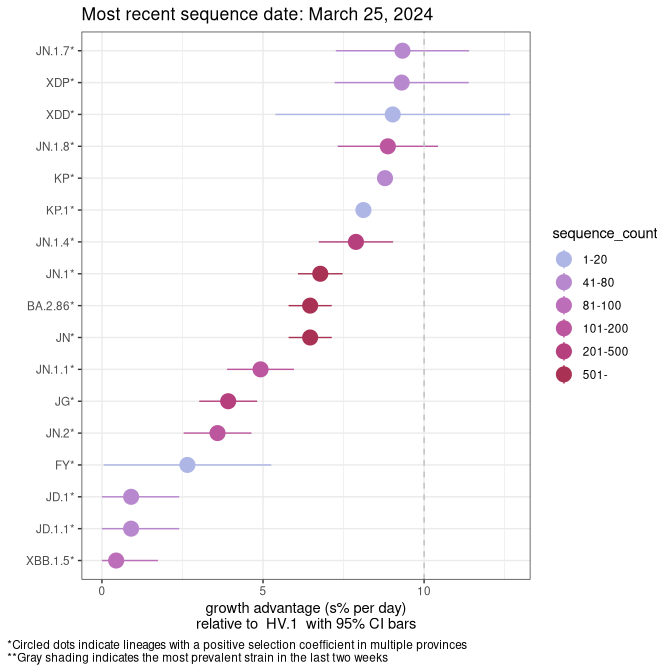 Most recent sequence date: March 25, 2024
JN.1.7*
XDP*
XDD*
JN.1.8*
KP*
KP.1*
JN.1.4*
JN.1*
BA.2.86*
JN*
JN.1.1*
JG*
JN.2*
FY*
JD.1*
JD.1.1*
XBB.1.5*
0 5 10
growth advantage (s% per day)
relative to HV.1 with 95% CI bars
sequence_count
1-20
41-80
81-100
101-200
201-500
501-
*Circled dots indicate lineages with a positive selection coefficient in multiple provinces
**Gray shading indicates the most prevalent strain in the last two weeks